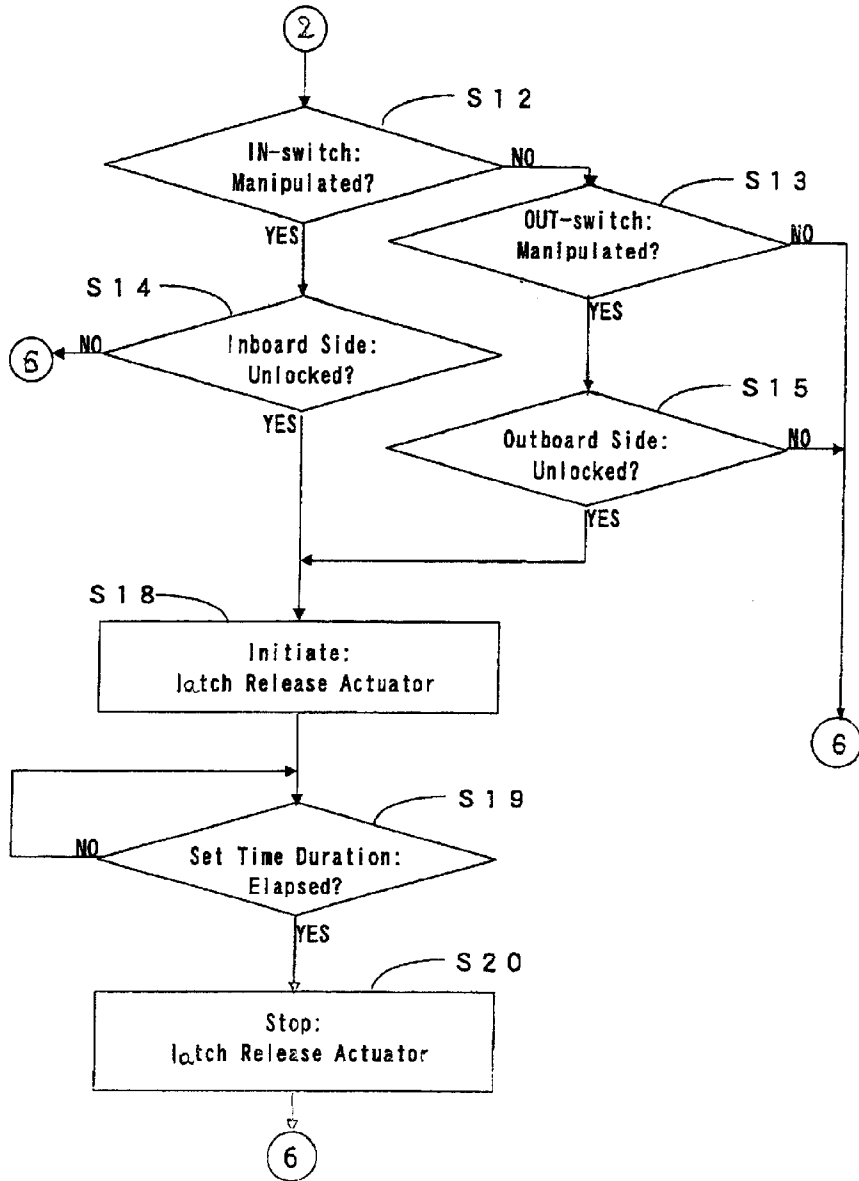 2
S12
IN-switch:
Manipulated?
NO
YES
S13
OUT-switch:
Manipulated?
NO
YES
S14
Inboard Side:
Unlocked?
NO
6
YES
S15
Outboard Side:
Unlocked?
NO
YES
S18
Initiate:
latch Release Actuator
6
S19
Set Time Duration:
Elapsed?
NO
YES
S20
Stop:
latch Release Actuator
6